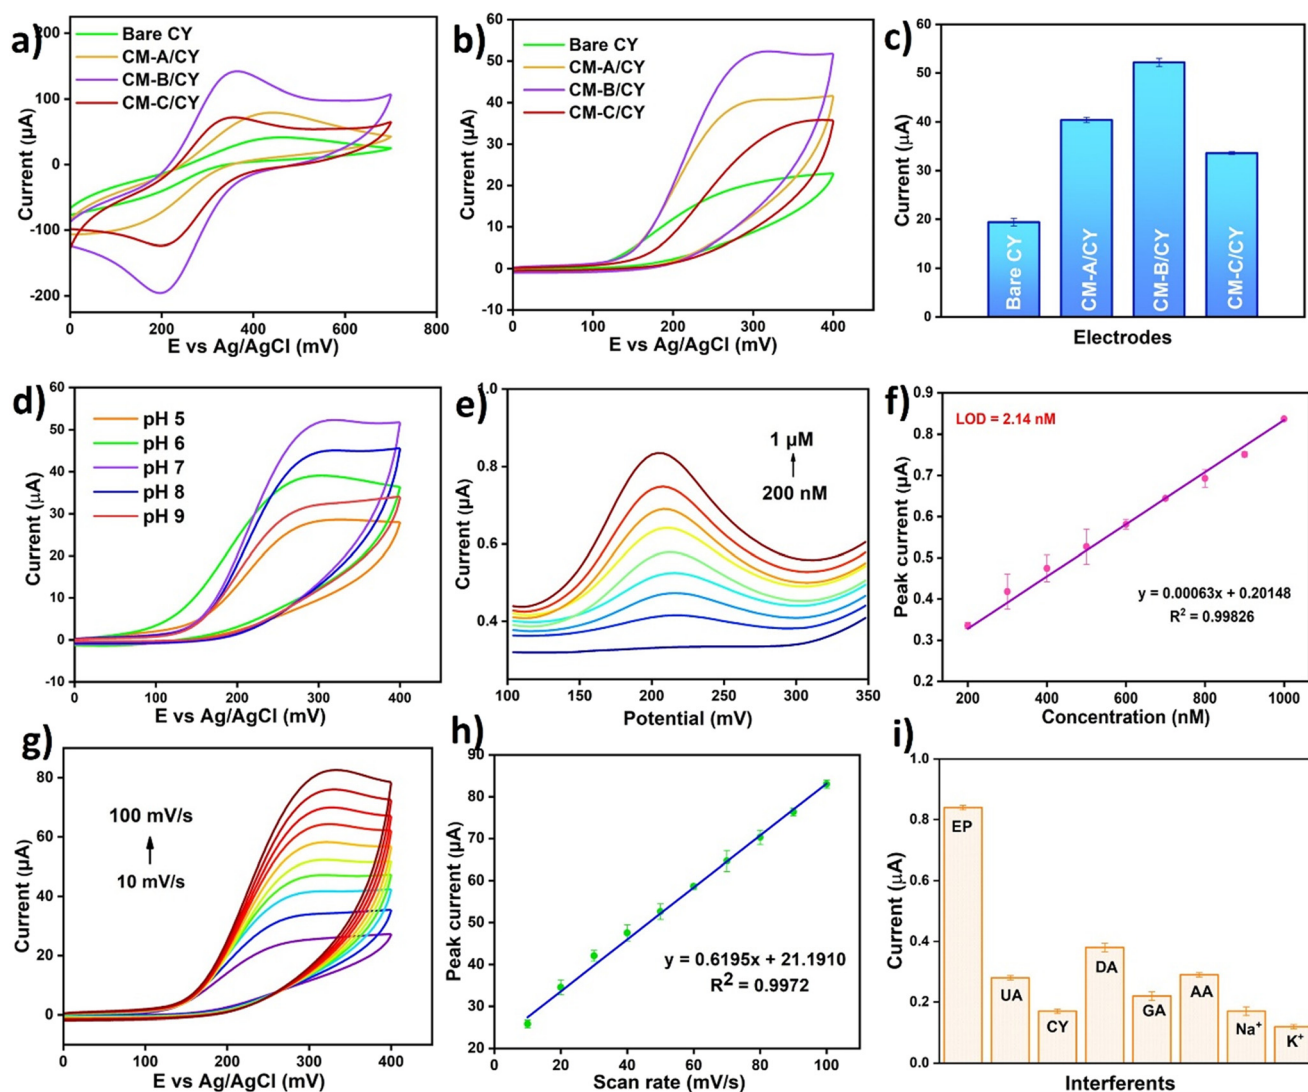 a)
Bare CY
CM-A/CY
CM-B/CY
CM-C/CY
200
100
0
-100
-200
Current (µA)
0 200 400 600 800
E vs Ag/AgCl (mV)
b)
Bare CY
CM-A/CY
CM-B/CY
CM-C/CY
60
50
40
30
20
10
0
-10
Current (µA)
0 100 200 300 400
E vs Ag/AgCl (mV)
c)
60
50
40
30
20
10
0
Current (µA)
Bare CY
CM-A/CY
CM-B/CY
CM-C/CY
Electrodes
d)
pH 5
pH 6
pH 7
pH 8
pH 9
60
50
40
30
20
10
0
-10
Current (µA)
0 100 200 300 400
E vs Ag/AgCl (mV)
e)
1 µM
200 nM
1.0
0.8
0.6
0.4
Current (µA)
100 150 200 250 300 350
Potential (mV)
f)
LOD = 2.14 nM
0.9
0.8
0.7
0.6
0.5
0.4
0.3
0.2
Peak current (µA)
y = 0.00063x + 0.20148
R² = 0.99826
200 400 600 800 1000
Concentration (nM)
g)
100 mV/s
10 mV/s
80
60
40
20
0
Current (µA)
0 100 200 300 400
E vs Ag/AgCl (mV)
h)
90
80
70
60
50
40
30
20
Peak current (µA)
y = 0.6195x + 21.1910
R² = 0.9972
0 20 40 60 80 100
Scan rate (mV/s)
i)
1.0
0.8
0.6
0.4
0.2
0.0
Current (µA)
EP
UA
CY
DA
GA
AA
Na⁺
K⁺
Interferents